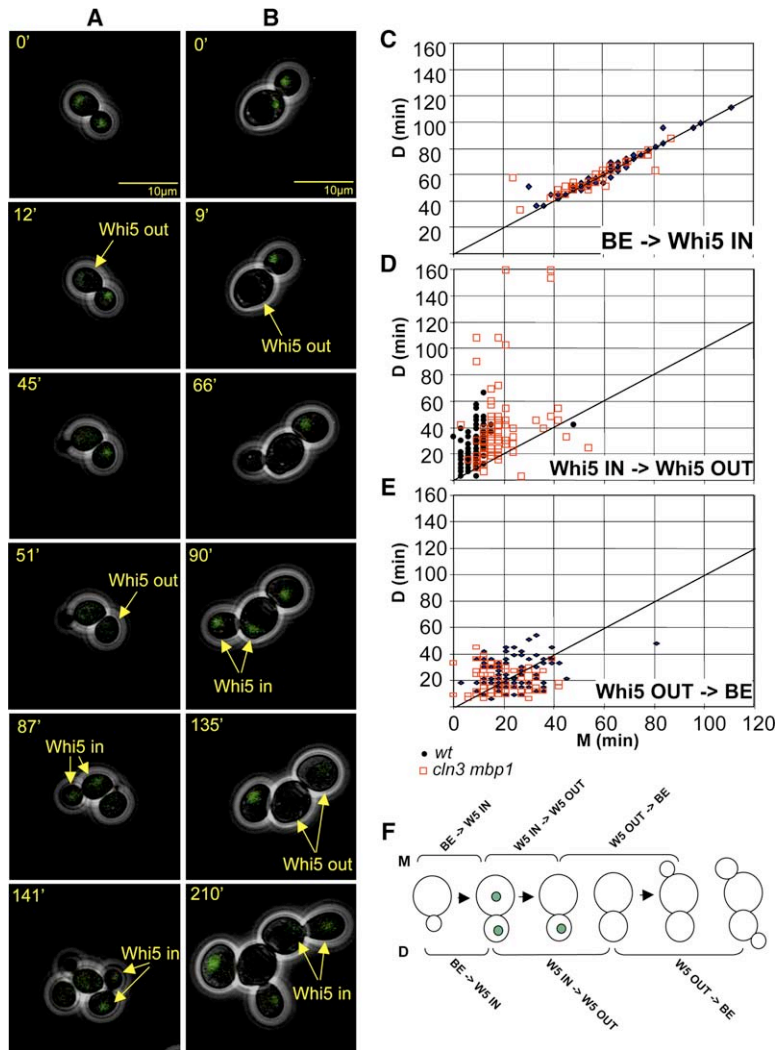 A
0'
10μm
12'
Whi5 out
45'
51'
Whi5 out
87'
Whi5 in
141'
Whi5 in
B
0'
10μm
9'
Whi5 out
66'
90'
Whi5 in
135'
Whi5 out
210'
Whi5 in
C
D (min)
160
140
120
100
80
60
40
20
BE -> Whi5 IN
D
D (min)
160
140
120
100
80
60
40
20
Whi5 IN -> Whi5 OUT
E
D (min)
160
140
120
100
80
60
40
20
Whi5 OUT -> BE
0 20 40 60 80 100 120
M (min)
wt
cln3 mbp1
F
BE -> W5 IN
W5 IN -> W5 OUT
W5 OUT -> BE
M
D
BE -> W5 IN
W5 IN -> W5 OUT
W5 OUT -> BE